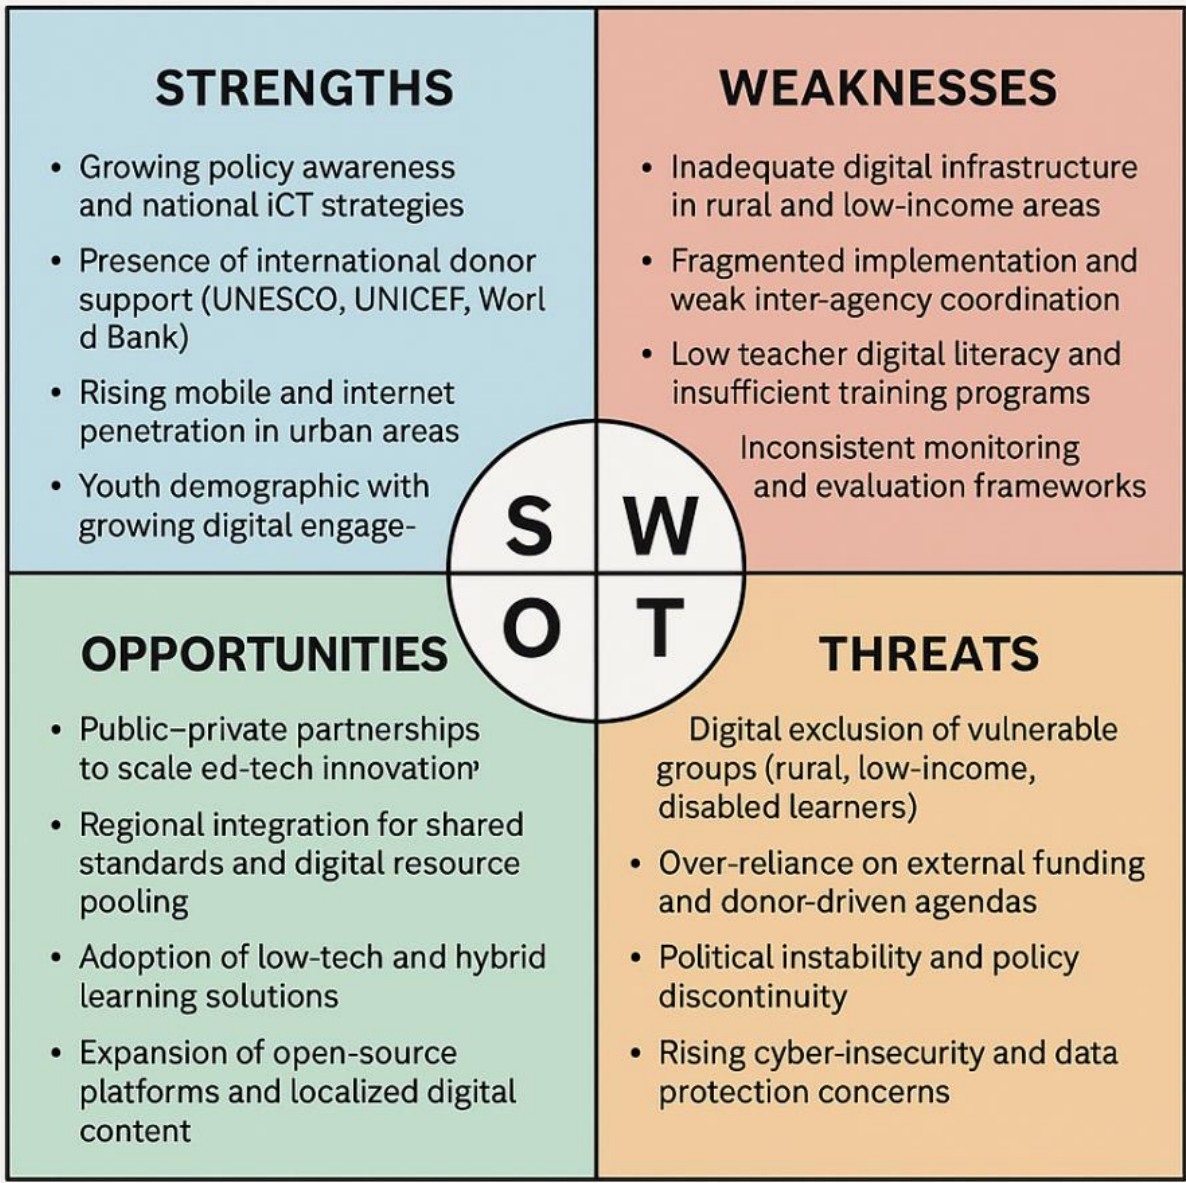 STRENGTHS
• Growing policy awareness
and national iCT strategies
• Presence of international donor
support (UNESCO, UNICEF, Worl
d Bank)
• Rising mobile and internet
penetration in urban areas
• Youth demographic with
growing digital engage-
WEAKNESSES
• Inadequate digital infrastructure
in rural and low-income areas
• Fragmented implementation and
weak inter-agency coordination
• Low teacher digital literacy and
insufficient training programs
Inconsistent monitoring
and evaluation frameworks
S W
O T
OPPORTUNITIES
• Public–private partnerships
to scale ed-tech innovation’
• Regional integration for shared
standards and digital resource
pooling
• Adoption of low-tech and hybrid
learning solutions
• Expansion of open-source
platforms and localized digital
content
THREATS
Digital exclusion of vulnerable
groups (rural, low-income,
disabled learners)
• Over-reliance on external funding
and donor-driven agendas
• Political instability and policy
discontinuity
• Rising cyber-insecurity and data
protection concerns